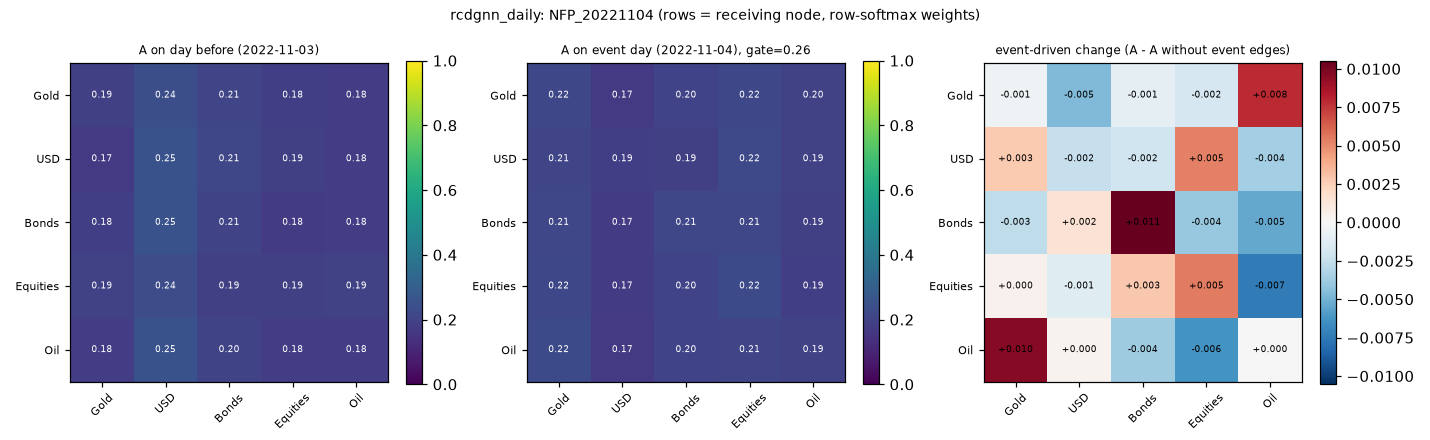 rcdgnn_daily: NFP_20221104 (rows = receiving node, row-softmax weights)
A on day before (2022-11-03)
Gold 0.19 0.24 0.21 0.18 0.18
USD 0.17 0.25 0.21 0.19 0.18
Bonds 0.18 0.25 0.21 0.18 0.18
Equities 0.19 0.24 0.19 0.19 0.19
Oil 0.18 0.25 0.20 0.18 0.18
Gold USD Bonds Equities Oil
1.0
0.8
0.6
0.4
0.2
0.0
A on event day (2022-11-04), gate=0.26
Gold 0.22 0.17 0.20 0.22 0.20
USD 0.21 0.19 0.19 0.22 0.19
Bonds 0.21 0.17 0.21 0.21 0.19
Equities 0.22 0.17 0.20 0.22 0.19
Oil 0.22 0.17 0.20 0.21 0.19
Gold USD Bonds Equities Oil
1.0
0.8
0.6
0.4
0.2
0.0
event-driven change (A - A without event edges)
Gold -0.001 -0.005 -0.001 -0.002 +0.008
USD +0.003 -0.002 -0.002 +0.005 -0.004
Bonds -0.003 +0.002 +0.011 -0.004 -0.005
Equities +0.000 -0.001 +0.003 +0.005 -0.007
Oil +0.010 +0.000 -0.004 -0.006 +0.000
Gold USD Bonds Equities Oil
0.0100
0.0075
0.0050
0.0025
0.0000
−0.0025
−0.0050
−0.0075
−0.0100